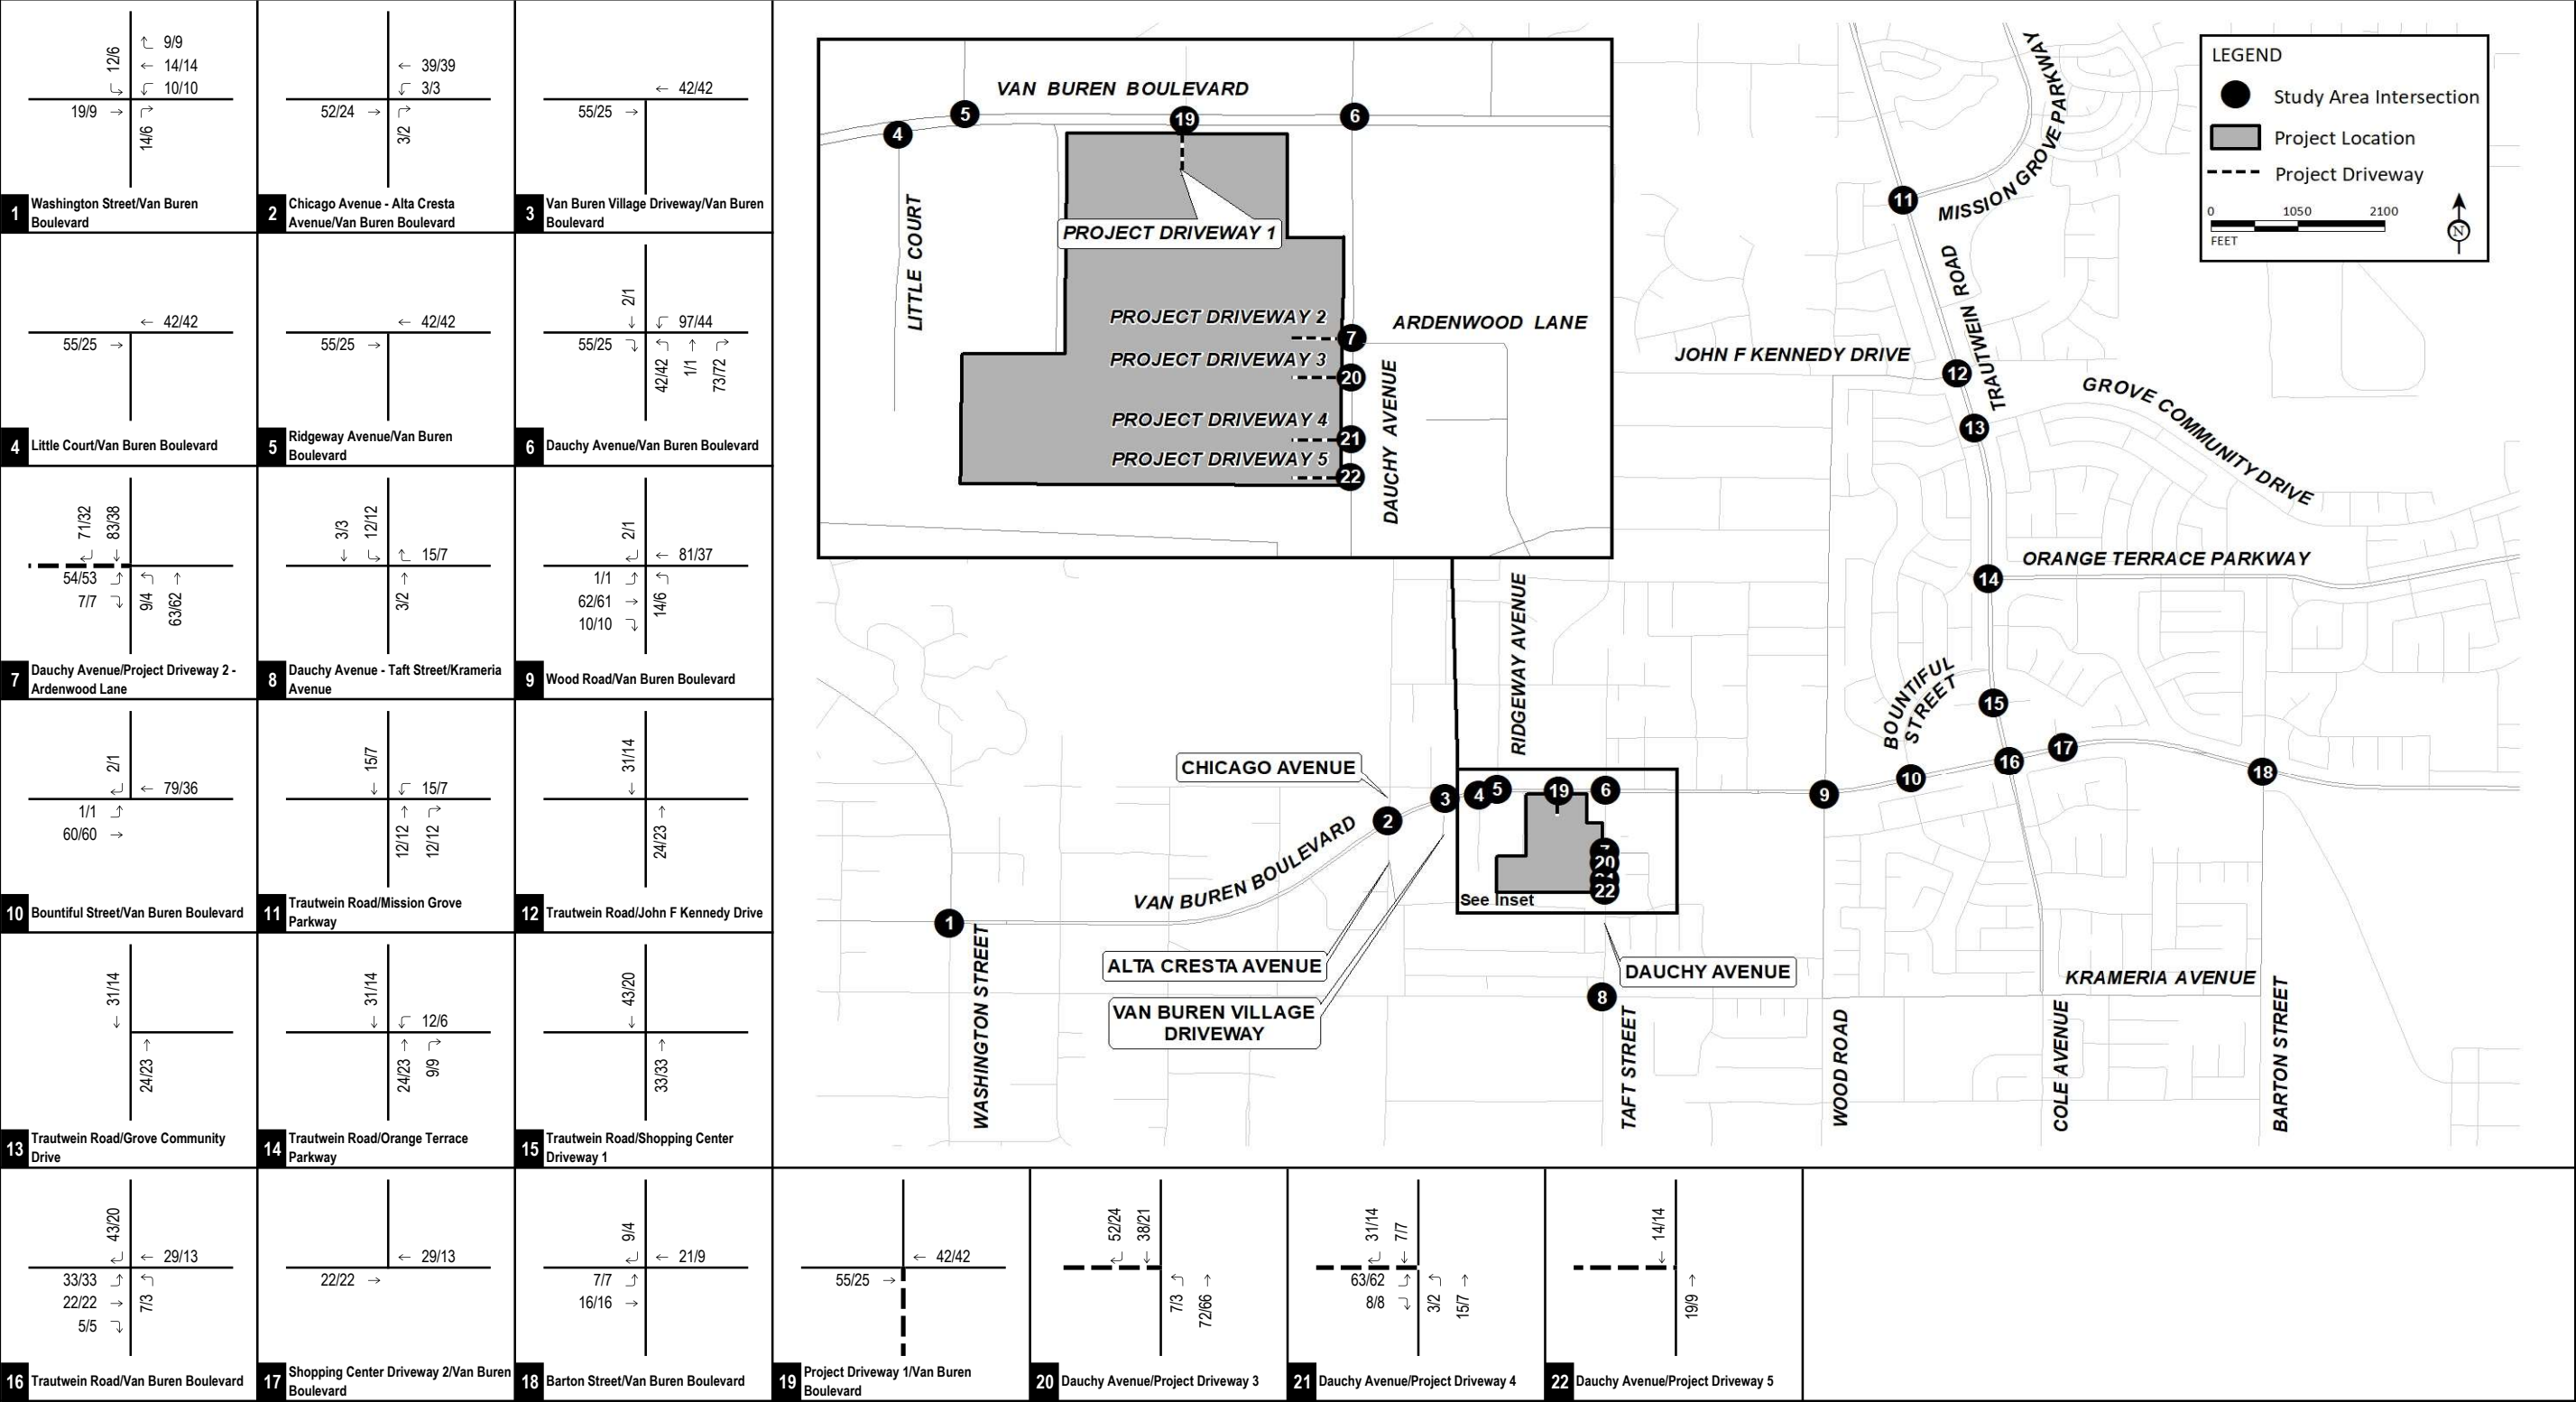 12/6
9/9
14/14
10/10
19/9
14/6
1
Washington Street/Van Buren
Boulevard
39/39
3/3
52/24
3/2
2
Chicago Avenue - Alta Cresta
Avenue/Van Buren Boulevard
42/42
55/25
3
Van Buren Village Driveway/Van Buren
Boulevard
42/42
55/25
4
Little Court/Van Buren Boulevard
42/42
55/25
5
Ridgeway Avenue/Van Buren
Boulevard
2/1
97/44
55/25
42/42
1/1
73/72
6
Dauchy Avenue/Van Buren Boulevard
71/32
83/38
54/53
7/7
9/4
63/62
7
Dauchy Avenue/Project Driveway 2 -
Ardenwood Lane
3/3
12/12
15/7
3/2
8
Dauchy Avenue - Taft Street/Krameria
Avenue
2/1
81/37
1/1
62/61
10/10
14/6
9
Wood Road/Van Buren Boulevard
2/1
79/36
1/1
60/60
10
Bountiful Street/Van Buren Boulevard
15/7
15/7
12/12
12/12
11
Trautwein Road/Mission Grove
Parkway
31/14
24/23
12
Trautwein Road/John F Kennedy Drive
31/14
24/23
13
Trautwein Road/Grove Community
Drive
31/14
12/6
24/23
9/9
14
Trautwein Road/Orange Terrace
Parkway
43/20
33/33
15
Trautwein Road/Shopping Center
Driveway 1
43/20
29/13
33/33
22/22
5/5
7/3
16
Trautwein Road/Van Buren Boulevard
29/13
22/22
17
Shopping Center Driveway 2/Van Buren
Boulevard
9/4
21/9
7/7
16/16
18
Barton Street/Van Buren Boulevard
42/42
55/25
19
Project Driveway 1/Van Buren
Boulevard
52/24
38/21
7/3
72/66
20
Dauchy Avenue/Project Driveway 3
31/14
7/7
63/62
8/8
3/2
15/7
21
Dauchy Avenue/Project Driveway 4
14/14
19/9
22
Dauchy Avenue/Project Driveway 5
VAN BUREN BOULEVARD
4
5
19
6
LITTLE COURT
PROJECT DRIVEWAY 1
PROJECT DRIVEWAY 2
7
ARDENWOOD LANE
PROJECT DRIVEWAY 3
20
PROJECT DRIVEWAY 4
21
PROJECT DRIVEWAY 5
22
DAUCHY AVENUE
LEGEND
Study Area Intersection
Project Location
Project Driveway
0 1050 2100
FEET
N
MISSION GROVE PARKWAY
11
TRAUTWEIN ROAD
JOHN F KENNEDY DRIVE
12
13
GROVE COMMUNITY DRIVE
14
ORANGE TERRACE PARKWAY
RIDGEWAY AVENUE
BOUNTIFUL
STREET
15
16
17
18
10
9
CHICAGO AVENUE
2
3
4
5
19
6
7
20
22
See Inset
VAN BUREN BOULEVARD
1
WASHINGTON STREET
ALTA CRESTA AVENUE
VAN BUREN VILLAGE
DRIVEWAY
DAUCHY AVENUE
8
TAFT STREET
WOOD ROAD
KRAMERIA AVENUE
COLE AVENUE
BARTON STREET